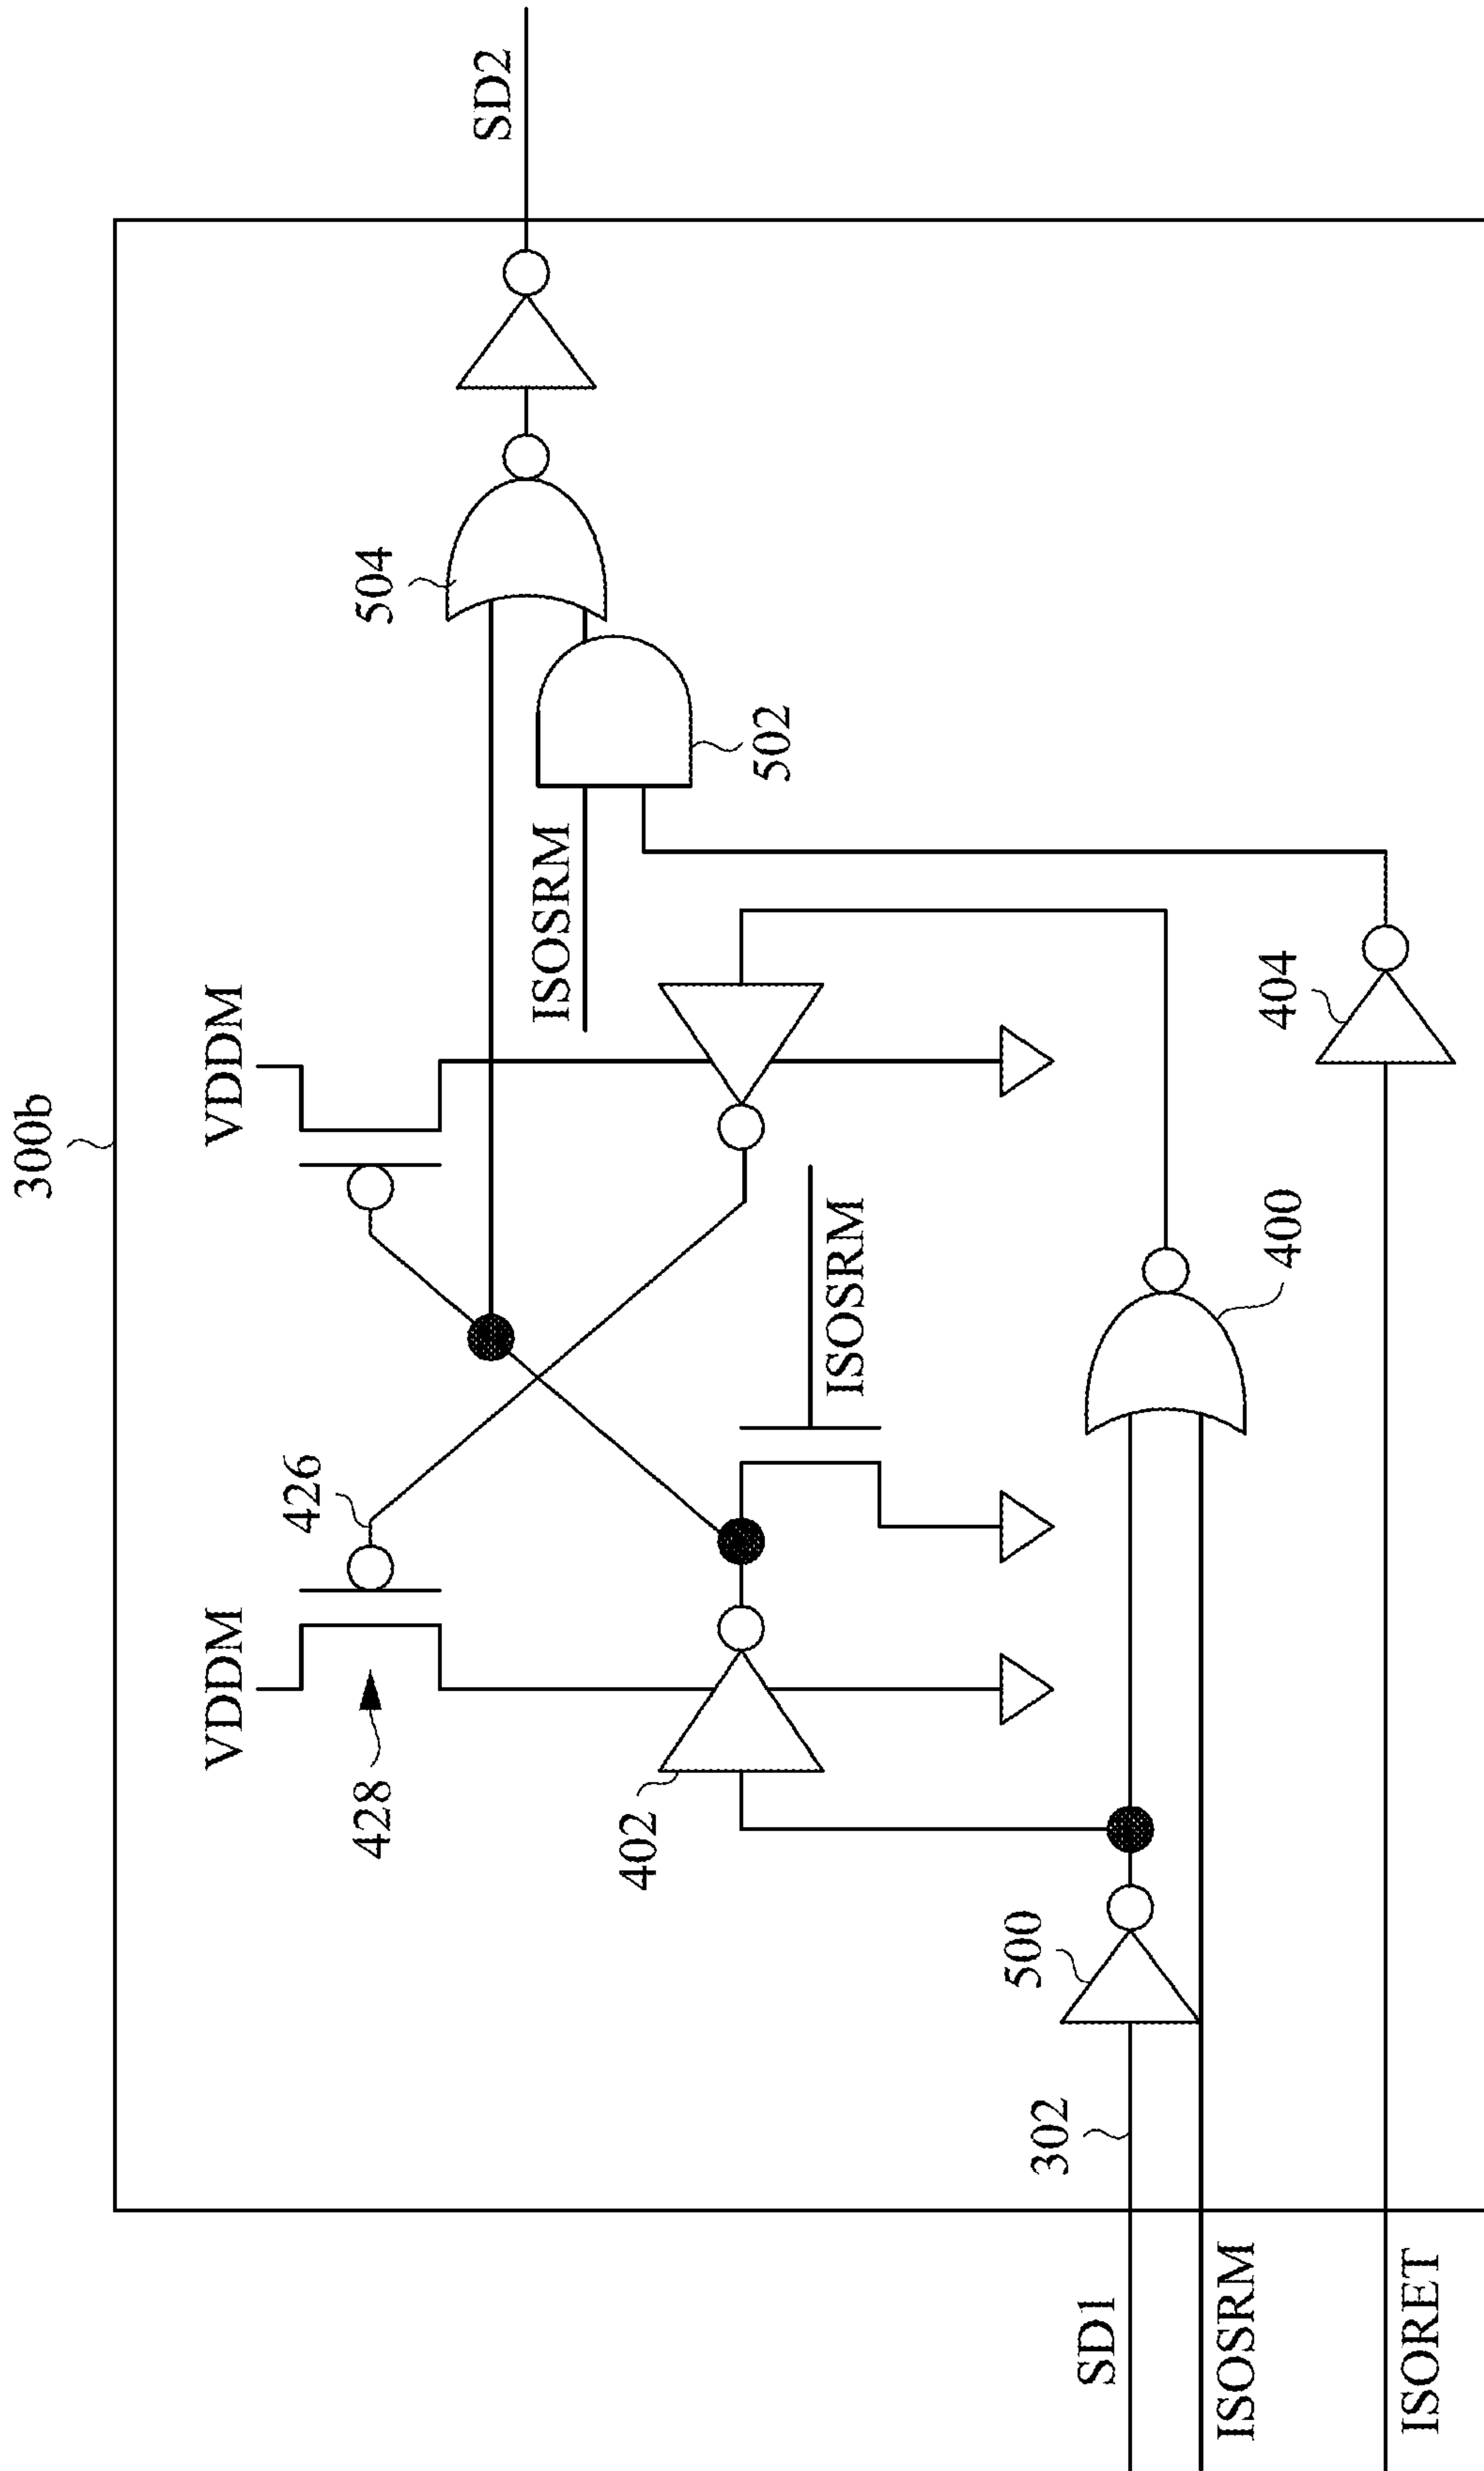 300b
SD2
504
VDDM
VDDM
426
428
ISOSRM
502
402
ISOSRM
500
404
400
302
SD1
ISOSRM
ISORET